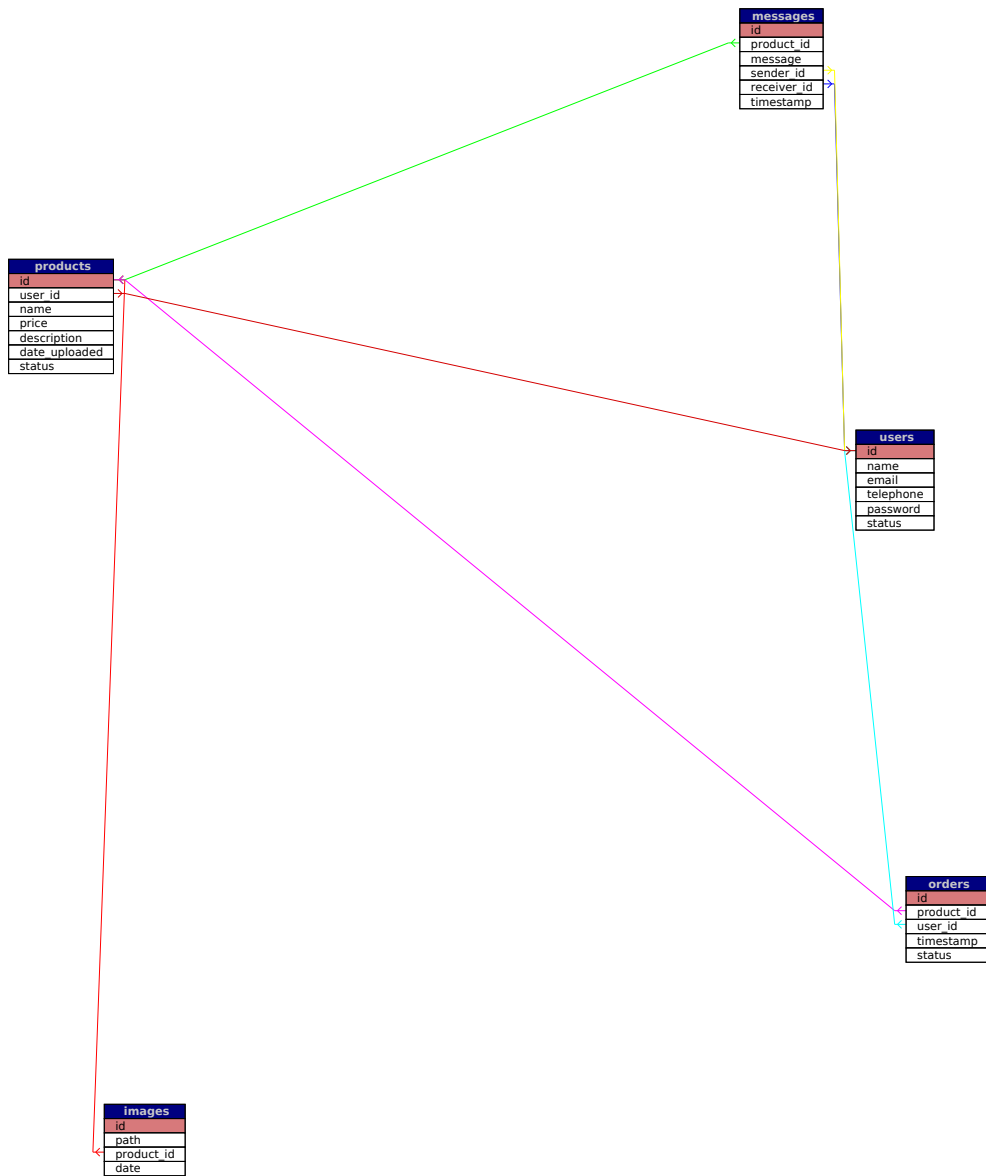 messages
id
product_id
message
sender_id
receiver_id
timestamp
products
id
user_id
name
price
description
date_uploaded
status
users
id
name
email
telephone
password
status
orders
id
product_id
user_id
timestamp
status
images
id
path
product_id
date